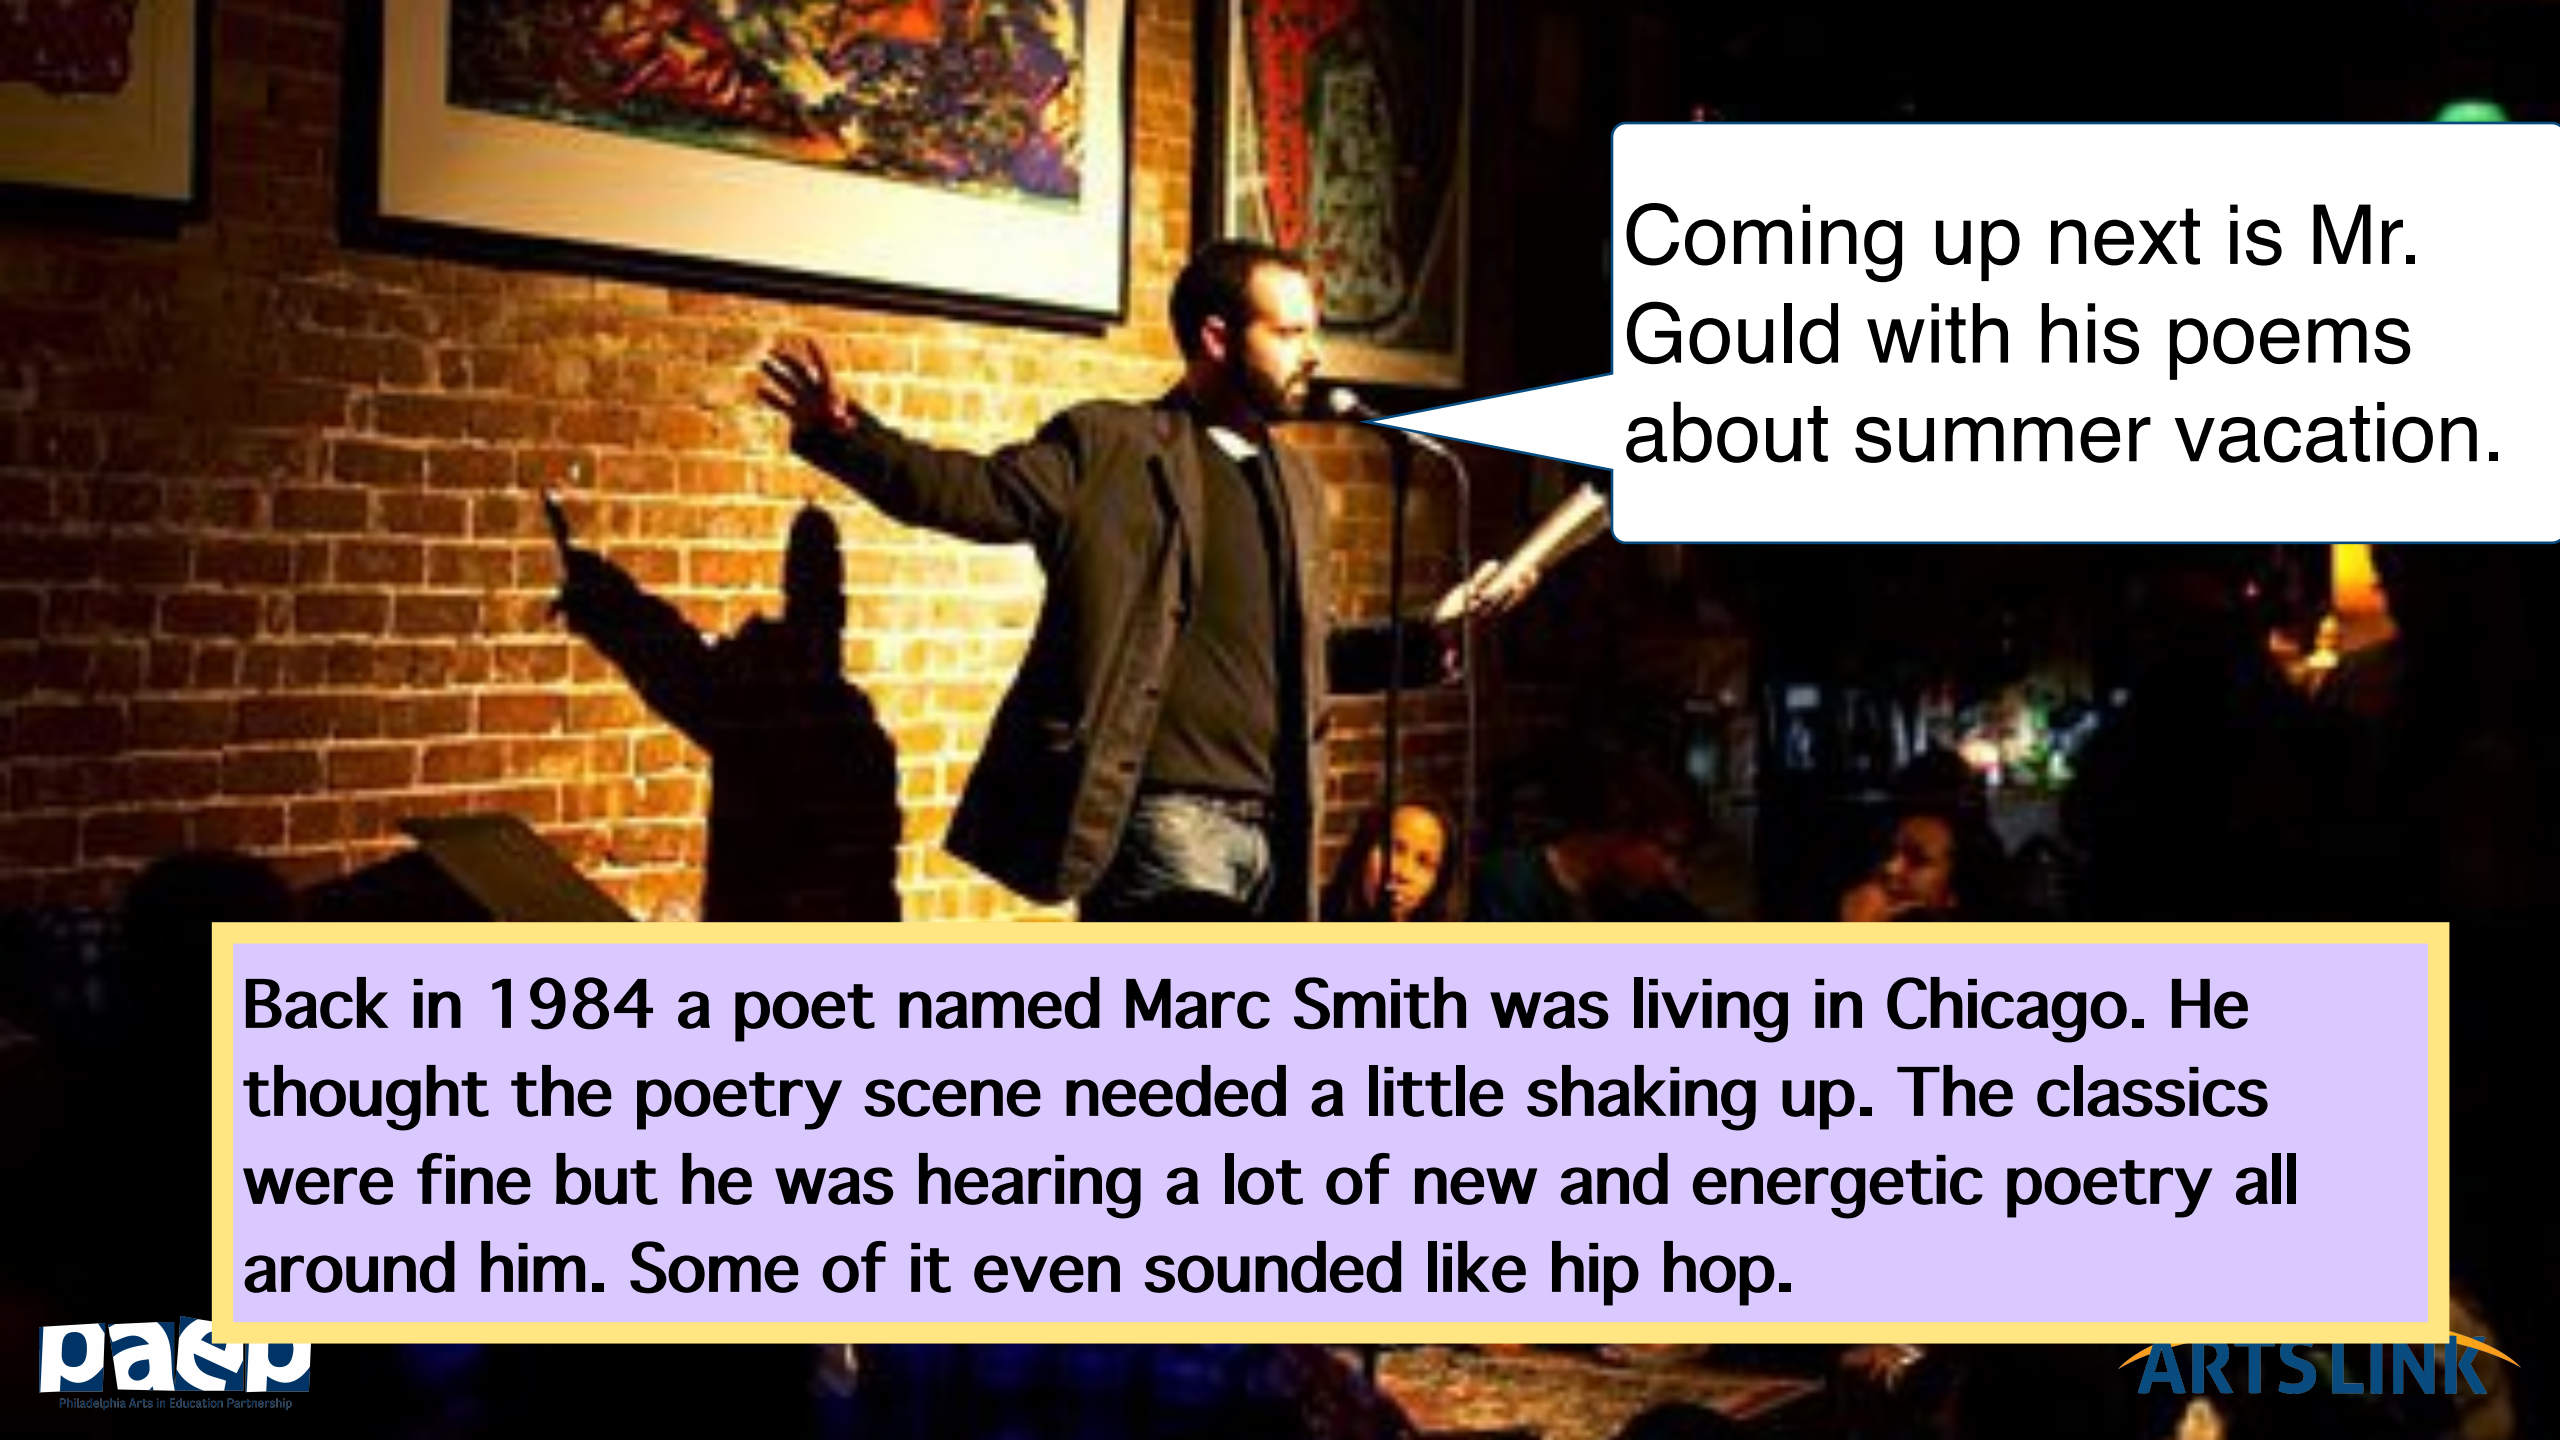 Coming up next is Mr.
Gould with his poems
about summer vacation.
Back in 1984 a poet named Marc Smith was living in Chicago. He
thought the poetry scene needed a little shaking up. The classics
were fine but he was hearing a lot of new and energetic poetry all
around him. Some of it even sounded like hip hop.
paep
Philadelphia Arts in Education Partnership
ARTS LINK